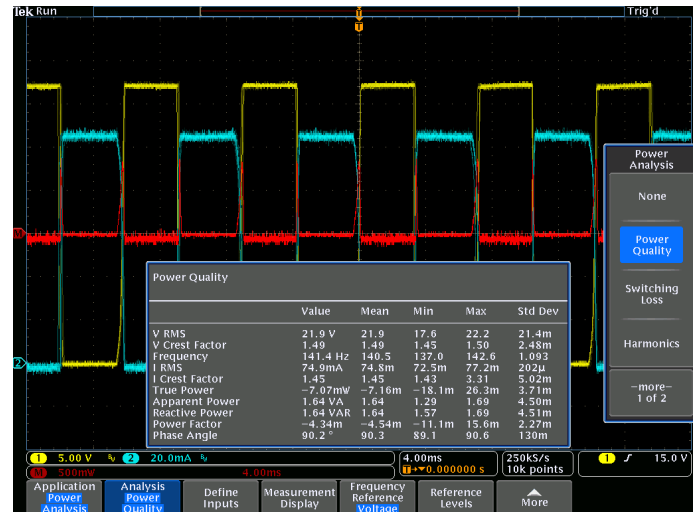 Tek Run
Trig'd
T
T
M
2
Power Analysis
None
Power Quality
Switching Loss
Harmonics
—more—
1 of 2
Power Quality
Value Mean Min Max Std Dev
V RMS 21.9 V 21.9 17.6 22.2 21.4m
V Crest Factor 1.49 1.49 1.45 1.50 2.48m
Frequency 141.4 Hz 140.5 137.0 142.6 1.093
I RMS 74.9mA 74.8m 72.5m 77.2m 202µ
I Crest Factor 1.45 1.45 1.43 3.31 5.02m
True Power −7.07mW −7.16m −18.1m 26.3m 3.71m
Apparent Power 1.64 VA 1.64 1.29 1.69 4.50m
Reactive Power 1.64 VAR 1.64 1.57 1.69 4.51m
Power Factor −4.34m −4.54m −11.1m 15.6m 2.27m
Phase Angle 90.2 ° 90.3 89.1 90.6 130m
1 5.00 V 2 20.0mA 4.00ms 250kS/s 1 15.0 V
M 500mW 4.00ms T→▾0.000000 s 10k points
Application Power Analysis
Analysis Power Quality
Define Inputs
Measurement Display
Frequency Reference Voltage
Reference Levels
More